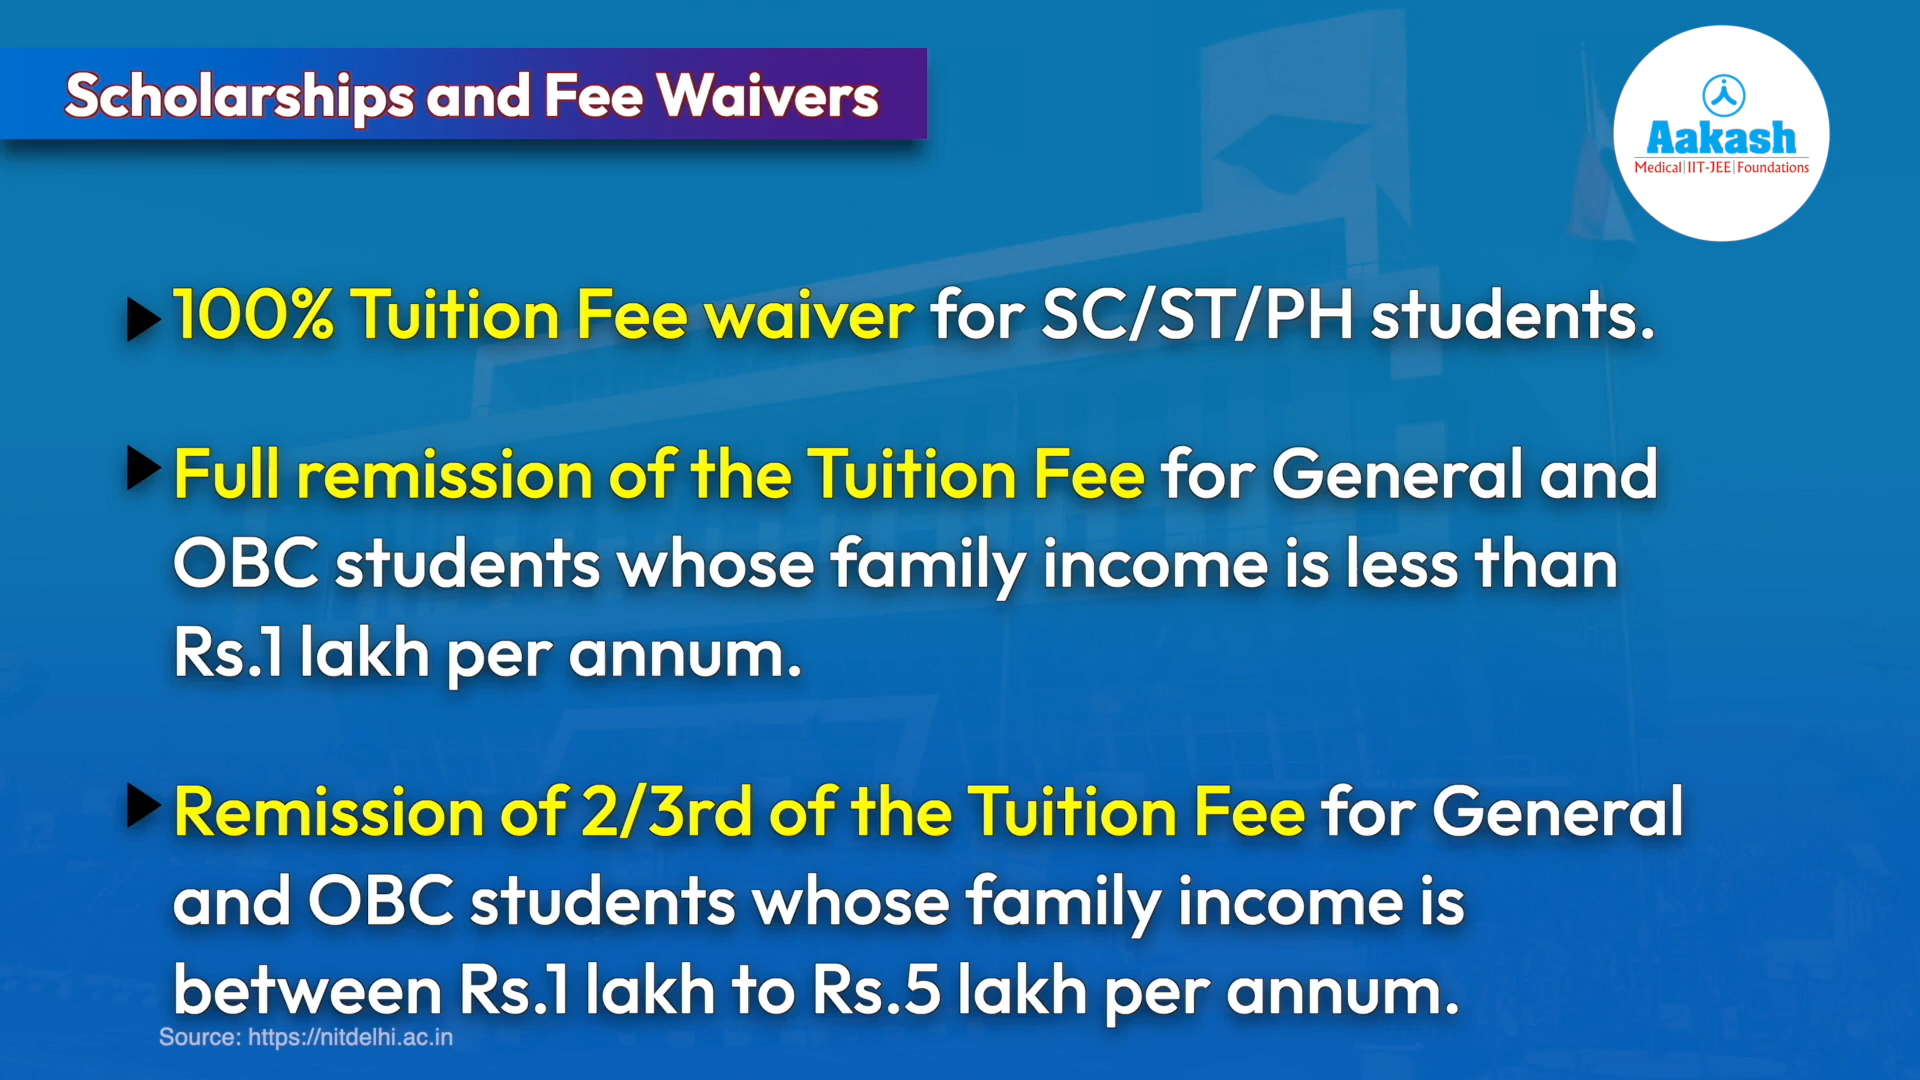 Scholarships and Fee Waivers
Aakash
Medical|IIT-JEE|Foundations
100% Tuition Fee waiver for SC/ST/PH students.
Full remission of the Tuition Fee for General and
OBC students whose family income is less than
Rs.1 lakh per annum.
Remission of 2/3rd of the Tuition Fee for General
and OBC students whose family income is
between Rs.1 lakh to Rs.5 lakh per annum.
Source: https://nitdelhi.ac.in